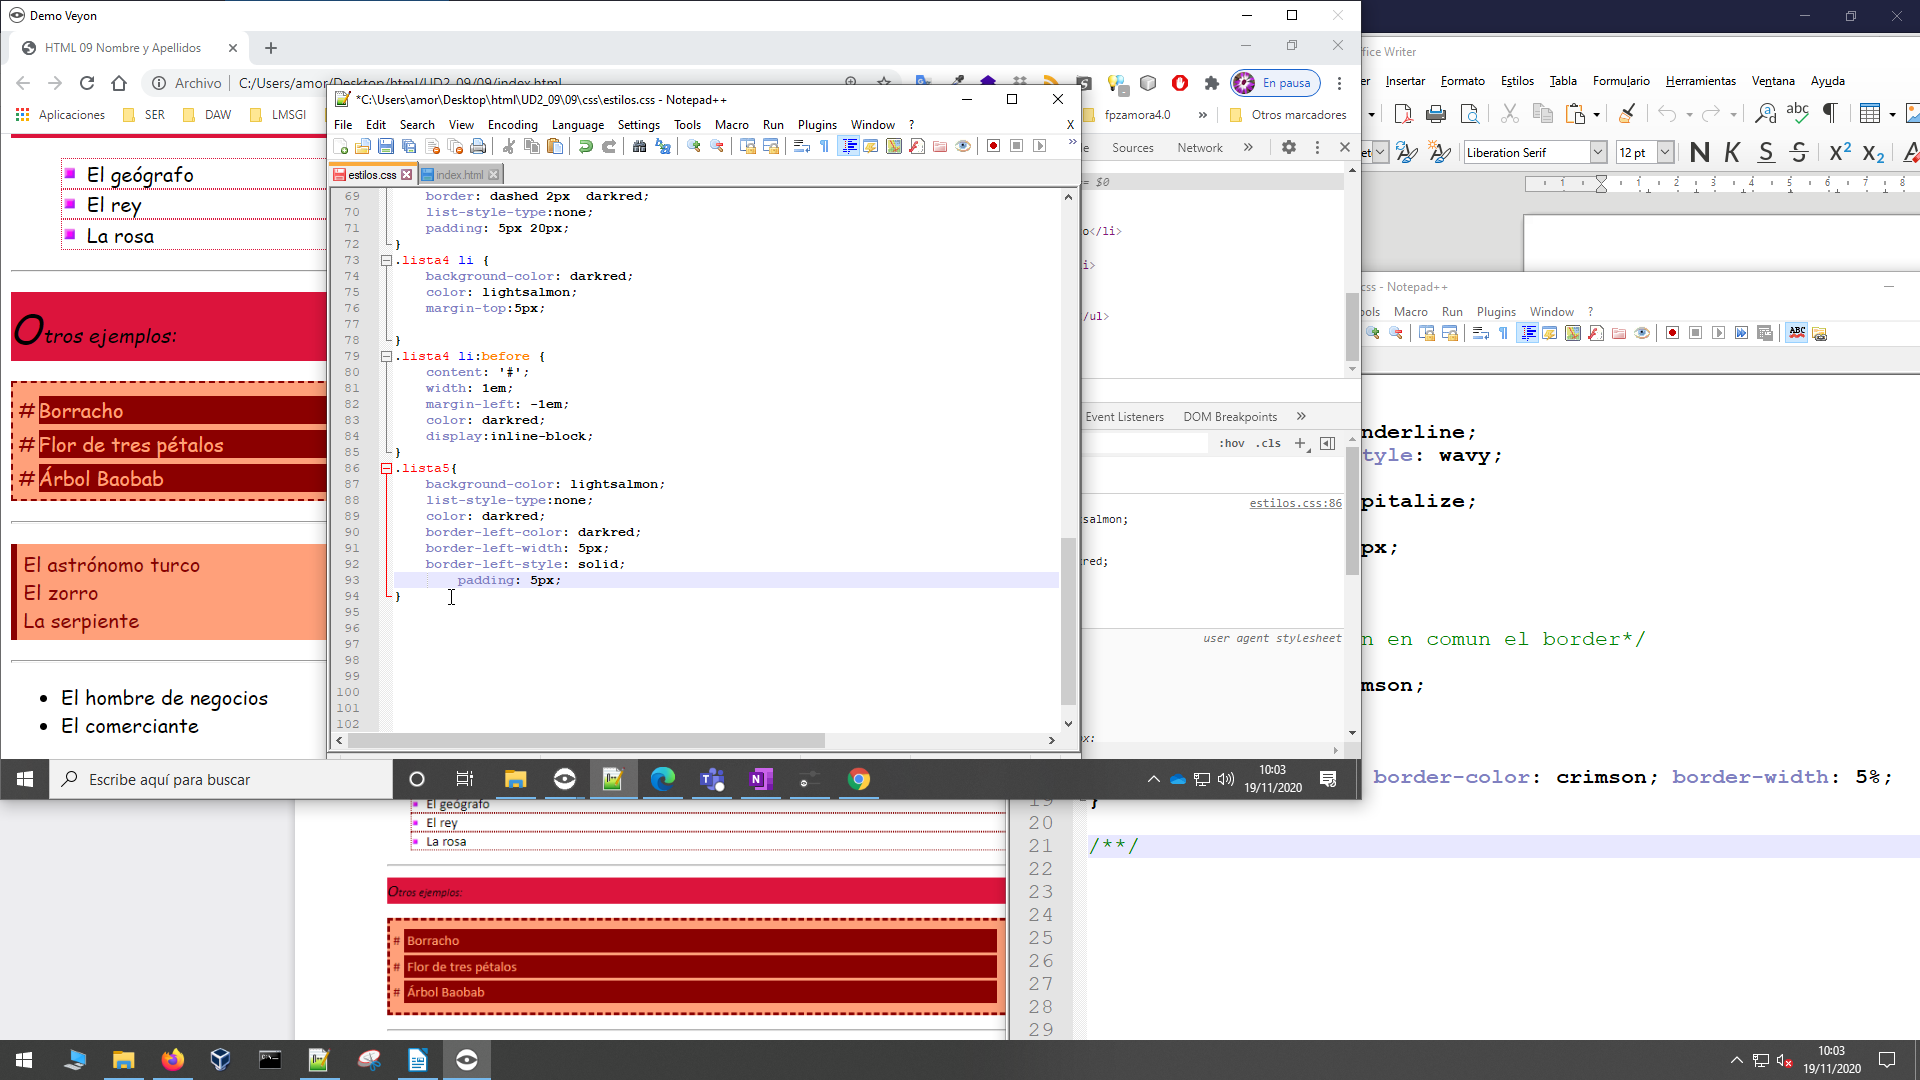 Demo Veyon
HTML 09 Nombre y Apellidos
Archivo
C:/Users/amor/Desktop/html/UD2_09/09/index.html
En pausa
Aplicaciones
SER
DAW
LMSGI
fpzamora4.0
Otros marcadores
*C:\Users\amor\Desktop\html\UD2_09\09\css\estilos.css - Notepad++
File Edit Search View Encoding Language Settings Tools Macro Run Plugins Window ? X
estilos.css
index.html
69 border: dashed 2px  darkred;
70 list-style-type:none;
71 padding: 5px 20px;
72 }
73 .lista4 li {
74 background-color: darkred;
75 color: lightsalmon;
76 margin-top:5px;
77
78 }
79 .lista4 li:before {
80 content: '#';
81 width: 1em;
82 margin-left: -1em;
83 color: darkred;
84 display:inline-block;
85 }
86 .lista5{
87 background-color: lightsalmon;
88 list-style-type:none;
89 color: darkred;
90 border-left-color: darkred;
91 border-left-width: 5px;
92 border-left-style: solid;
93 padding: 5px;
94 }
95
96
97
98
99
100
101
102
El geógrafo
El rey
La rosa
Otros ejemplos:
#Borracho
#Flor de tres pétalos
#Árbol Baobab
El astrónomo turco
El zorro
La serpiente
El hombre de negocios
El comerciante
Sources
Network
= $0
o</li>
i>
/ul>
Event Listeners
DOM Breakpoints
:hov .cls
estilos.css:86
salmon;
red;
user agent stylesheet
x:
Escribe aquí para buscar
10:03
19/11/2020
fice Writer
Insertar Formato Estilos Tabla Formulario Herramientas Ventana Ayuda
Liberation Serif
12 pt
N K S S X² X₂
1 1 2 3 4 5 6 7 8
ss - Notepad++
ols Macro Run Plugins Window ?
nderline;
tyle: wavy;
pitalize;
px;
n en comun el border*/
mson;
border-color: crimson; border-width: 5%;
19 }
20
21 /**/
22
23
24
25
26
27
28
29
El geógrafo
El rey
La rosa
Otros ejemplos:
# Borracho
# Flor de tres pétalos
# Árbol Baobab
10:03
19/11/2020